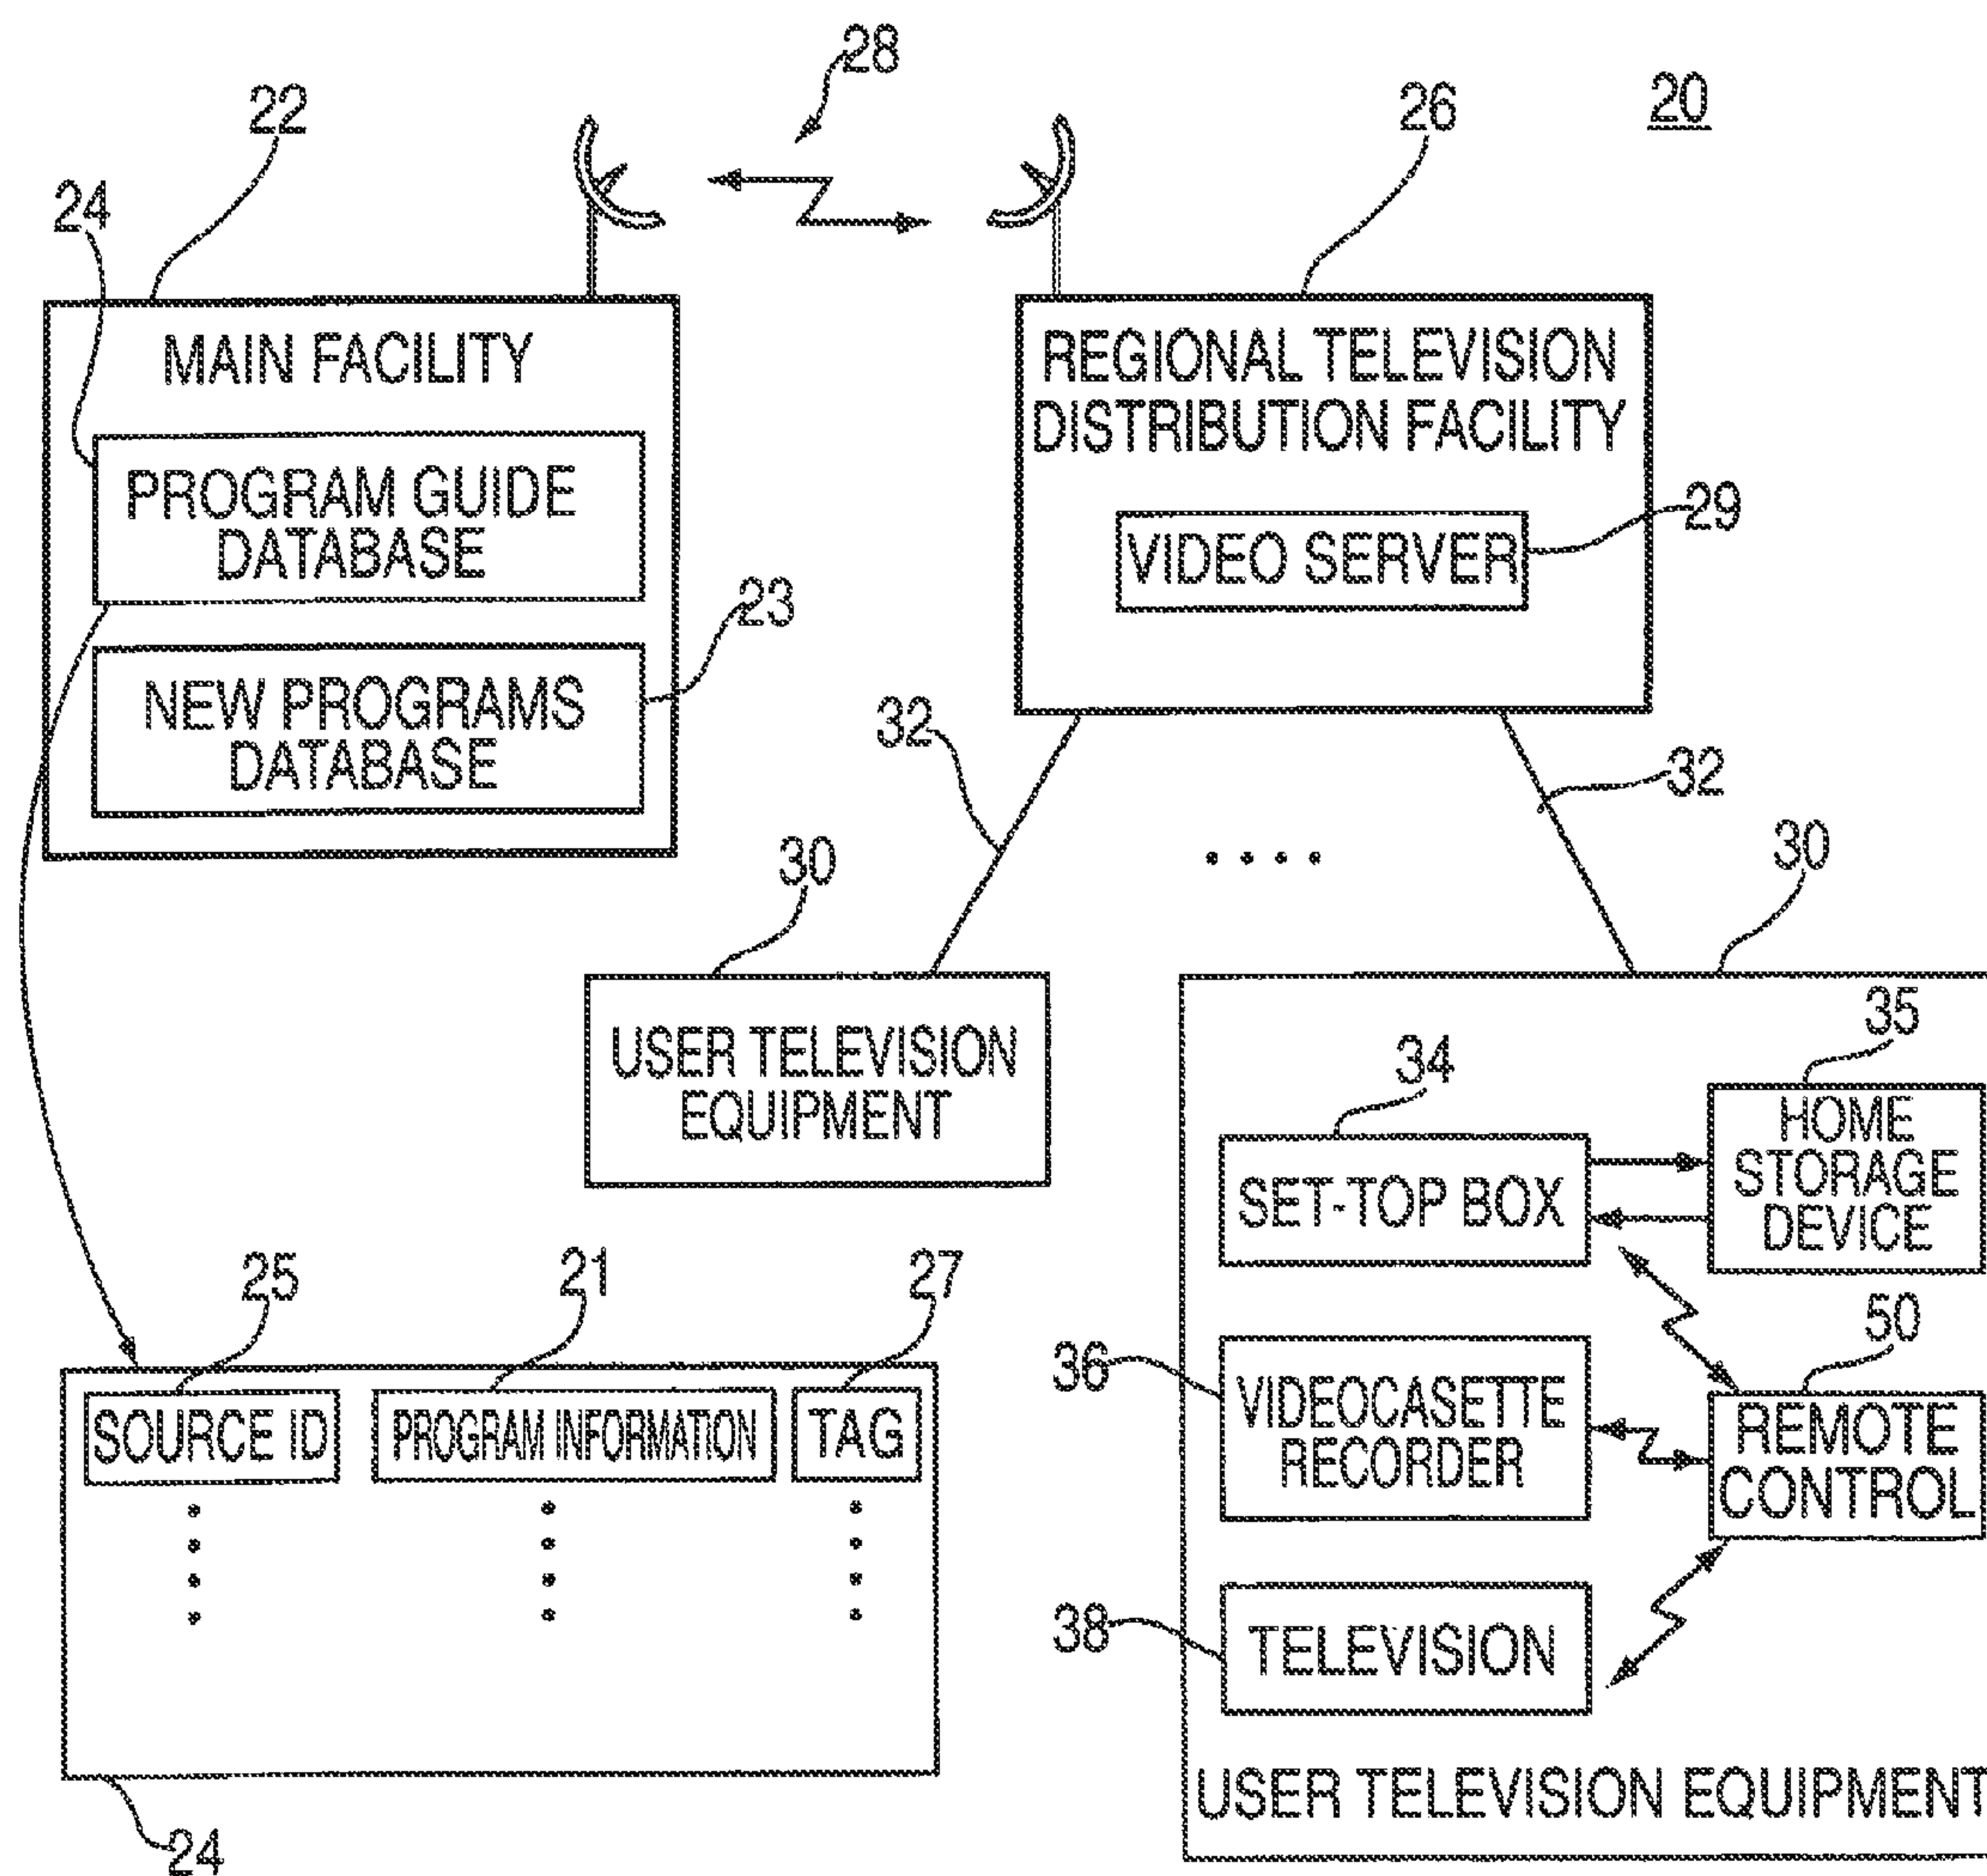 28
20
22
26
24
MAIN FACILITY
PROGRAM GUIDE
DATABASE
23
NEW PROGRAMS
DATABASE
REGIONAL TELEVISION
DISTRIBUTION FACILITY
29
VIDEO SERVER
32
32
30
30
USER TELEVISION
EQUIPMENT
35
34
HOME
STORAGE
DEVICE
SET-TOP BOX
25
21
27
50
36
SOURCE ID
PROGRAM INFORMATION
TAG
VIDEOCASETTE
RECORDER
REMOTE
CONTROL
38
TELEVISION
USER TELEVISION EQUIPMENT
24